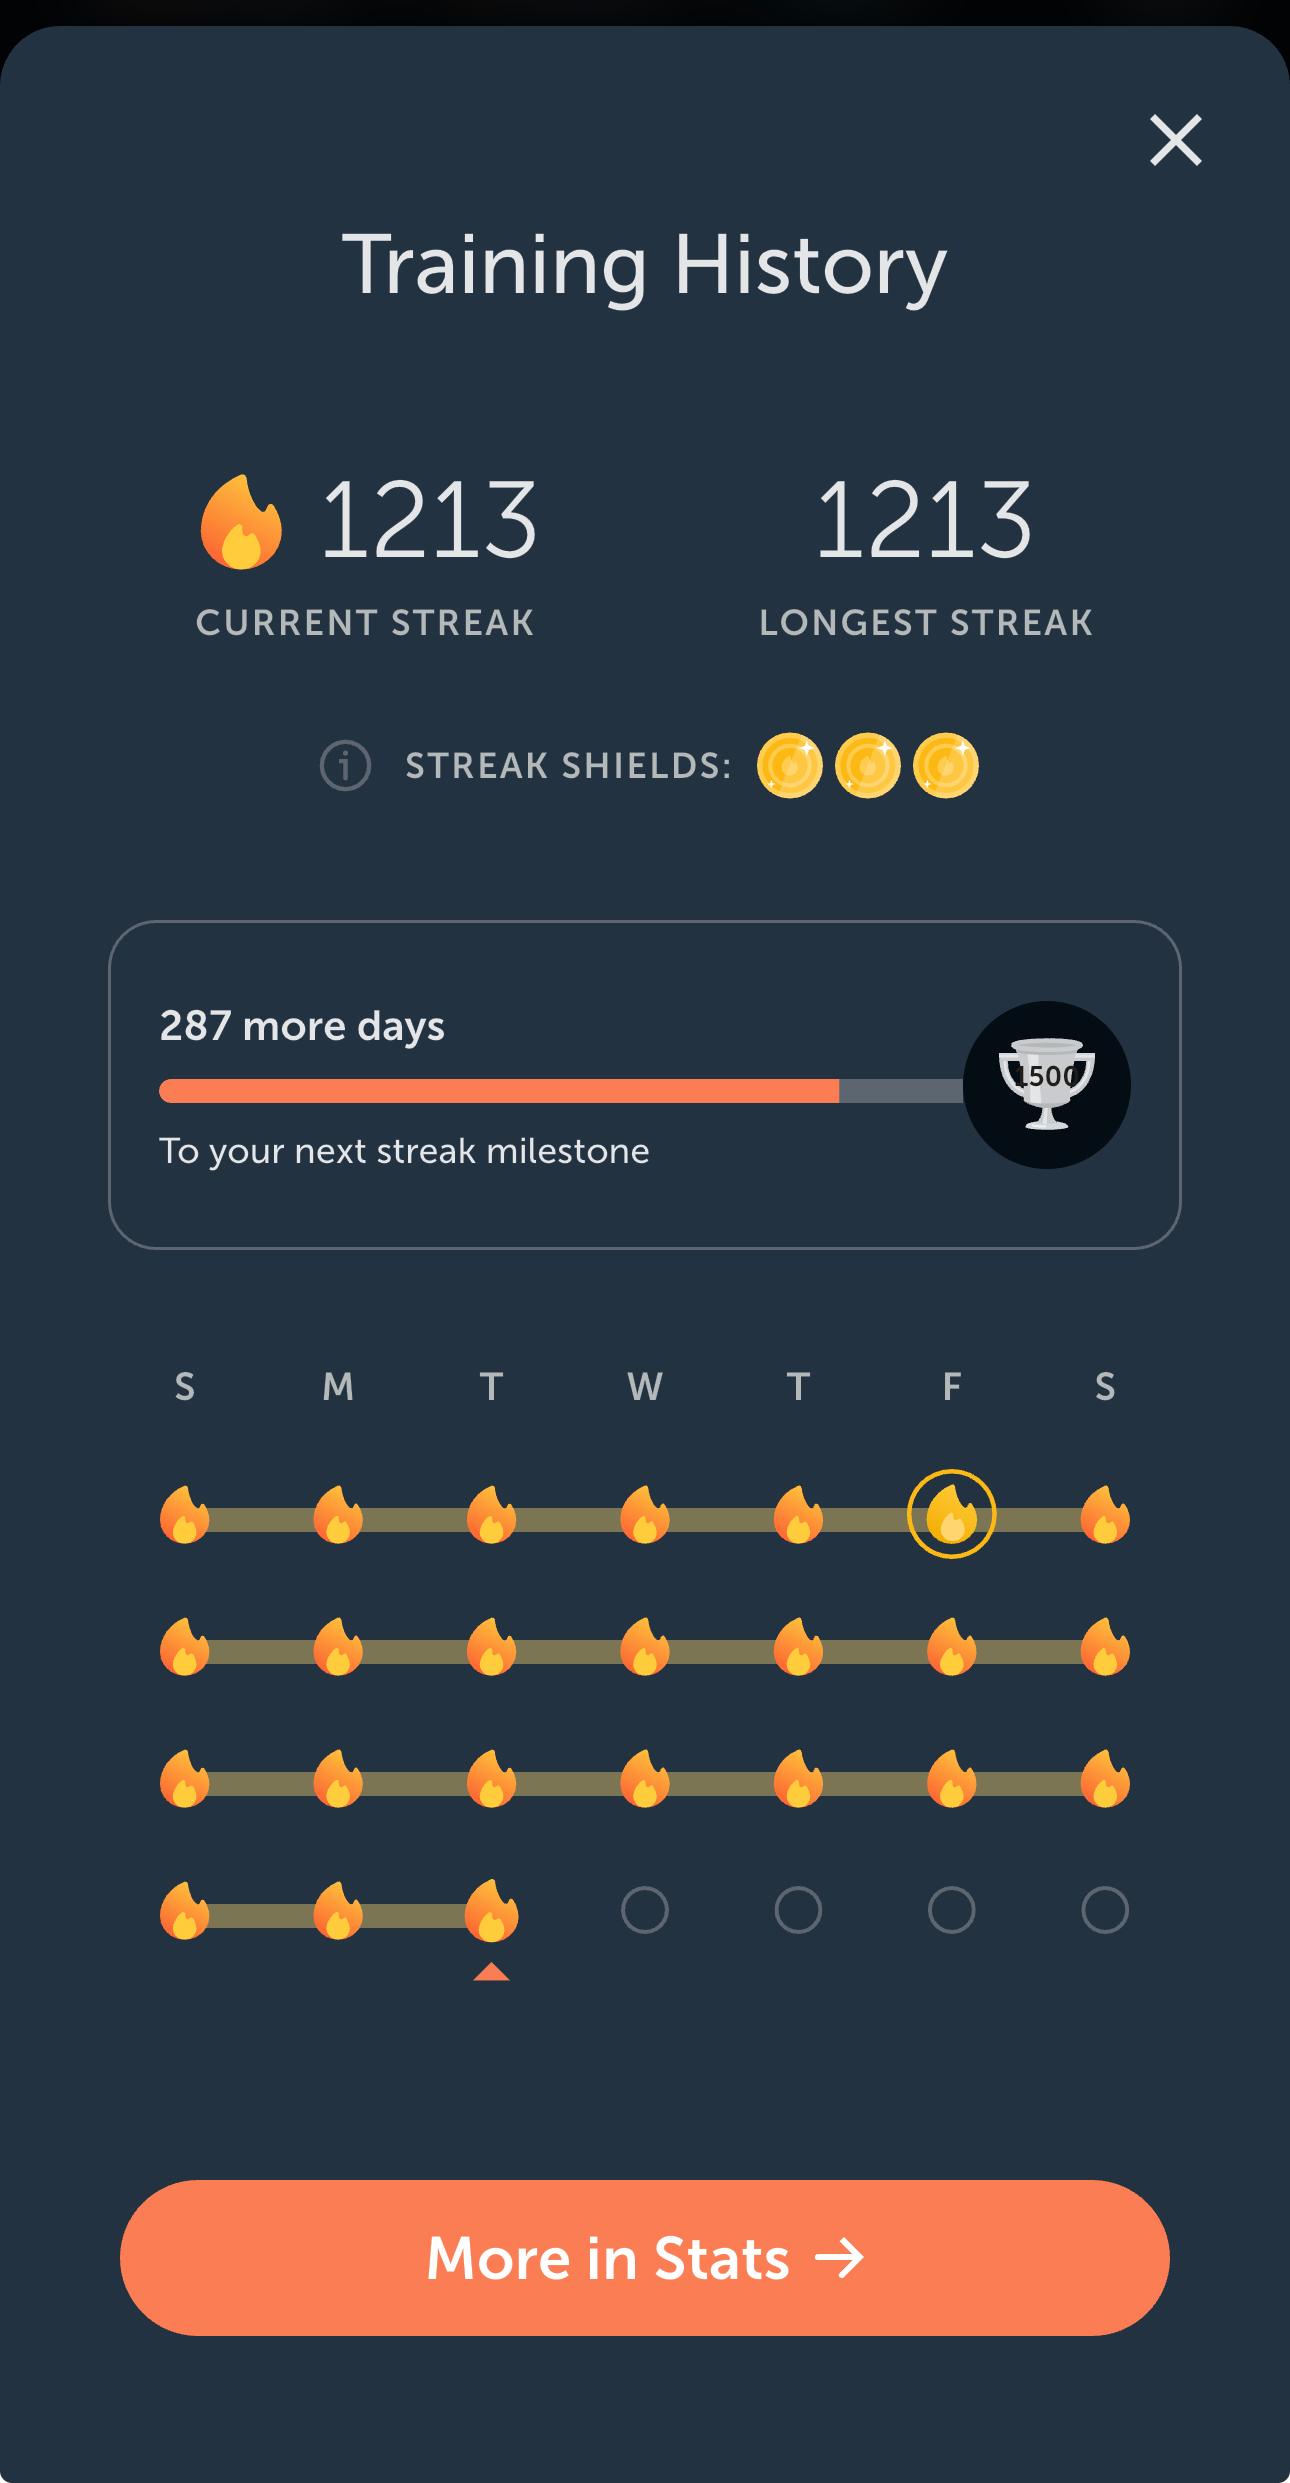 Training History
1213 1213
CURRENT STREAK LONGEST STREAK
STREAK SHIELDS:
287 more days
1500
To your next streak milestone
S M T W T F S
More in Stats →